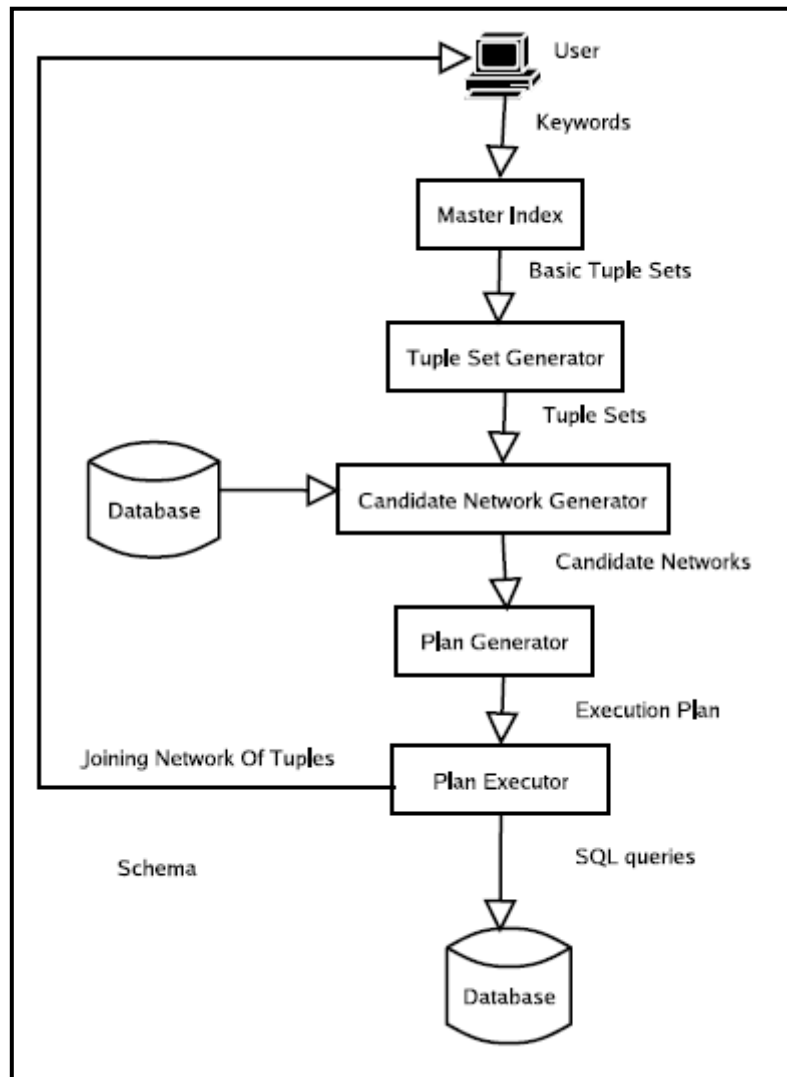 User
Keywords
Master Index
Basic Tuple Sets
Tuple Set Generator
Tuple Sets
Database
Candidate Network Generator
Candidate Networks
Plan Generator
Execution Plan
Joining Network Of Tuples
Plan Executor
Schema
SQL queries
Database